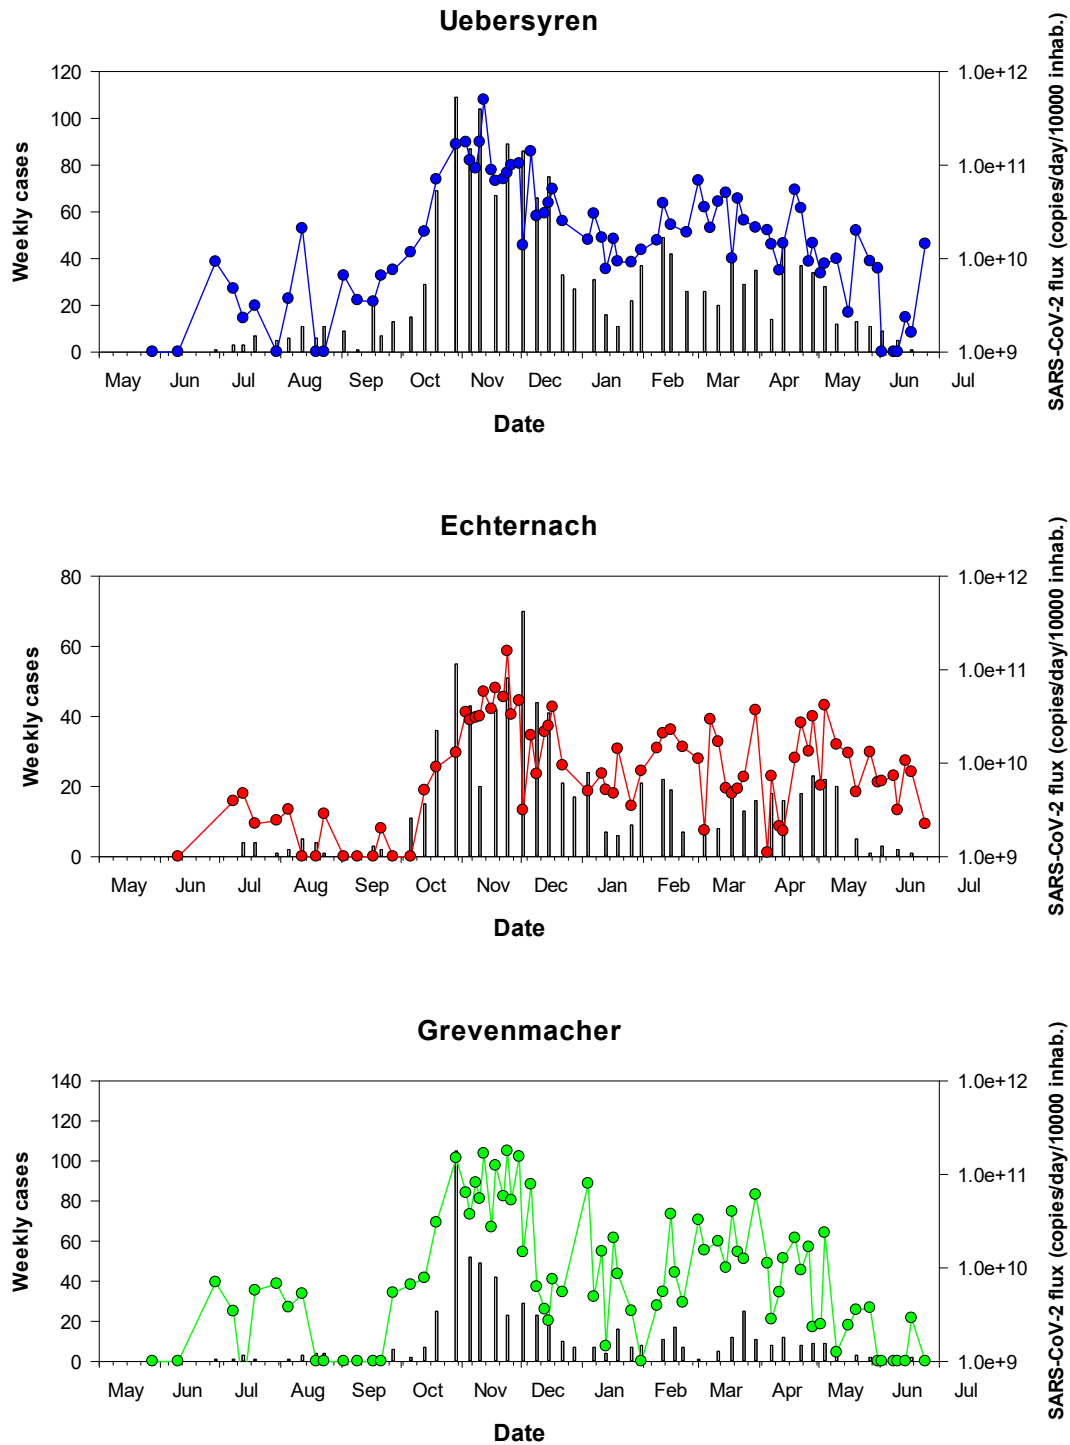 Uebersyren
120
100
80
60
40
20
0
1.0e+12
1.0e+11
1.0e+10
1.0e+9
Weekly cases
SARS-CoV-2 flux (copies/day/10000 inhab.)
May Jun Jul Aug Sep Oct Nov Dec Jan Feb Mar Apr May Jun Jul
Date
Echternach
80
60
40
20
0
1.0e+12
1.0e+11
1.0e+10
1.0e+9
Weekly cases
SARS-CoV-2 flux (copies/day/10000 inhab.)
May Jun Jul Aug Sep Oct Nov Dec Jan Feb Mar Apr May Jun Jul
Date
Grevenmacher
140
120
100
80
60
40
20
0
1.0e+12
1.0e+11
1.0e+10
1.0e+9
Weekly cases
SARS-CoV-2 flux (copies/day/10000 inhab.)
May Jun Jul Aug Sep Oct Nov Dec Jan Feb Mar Apr May Jun Jul
Date